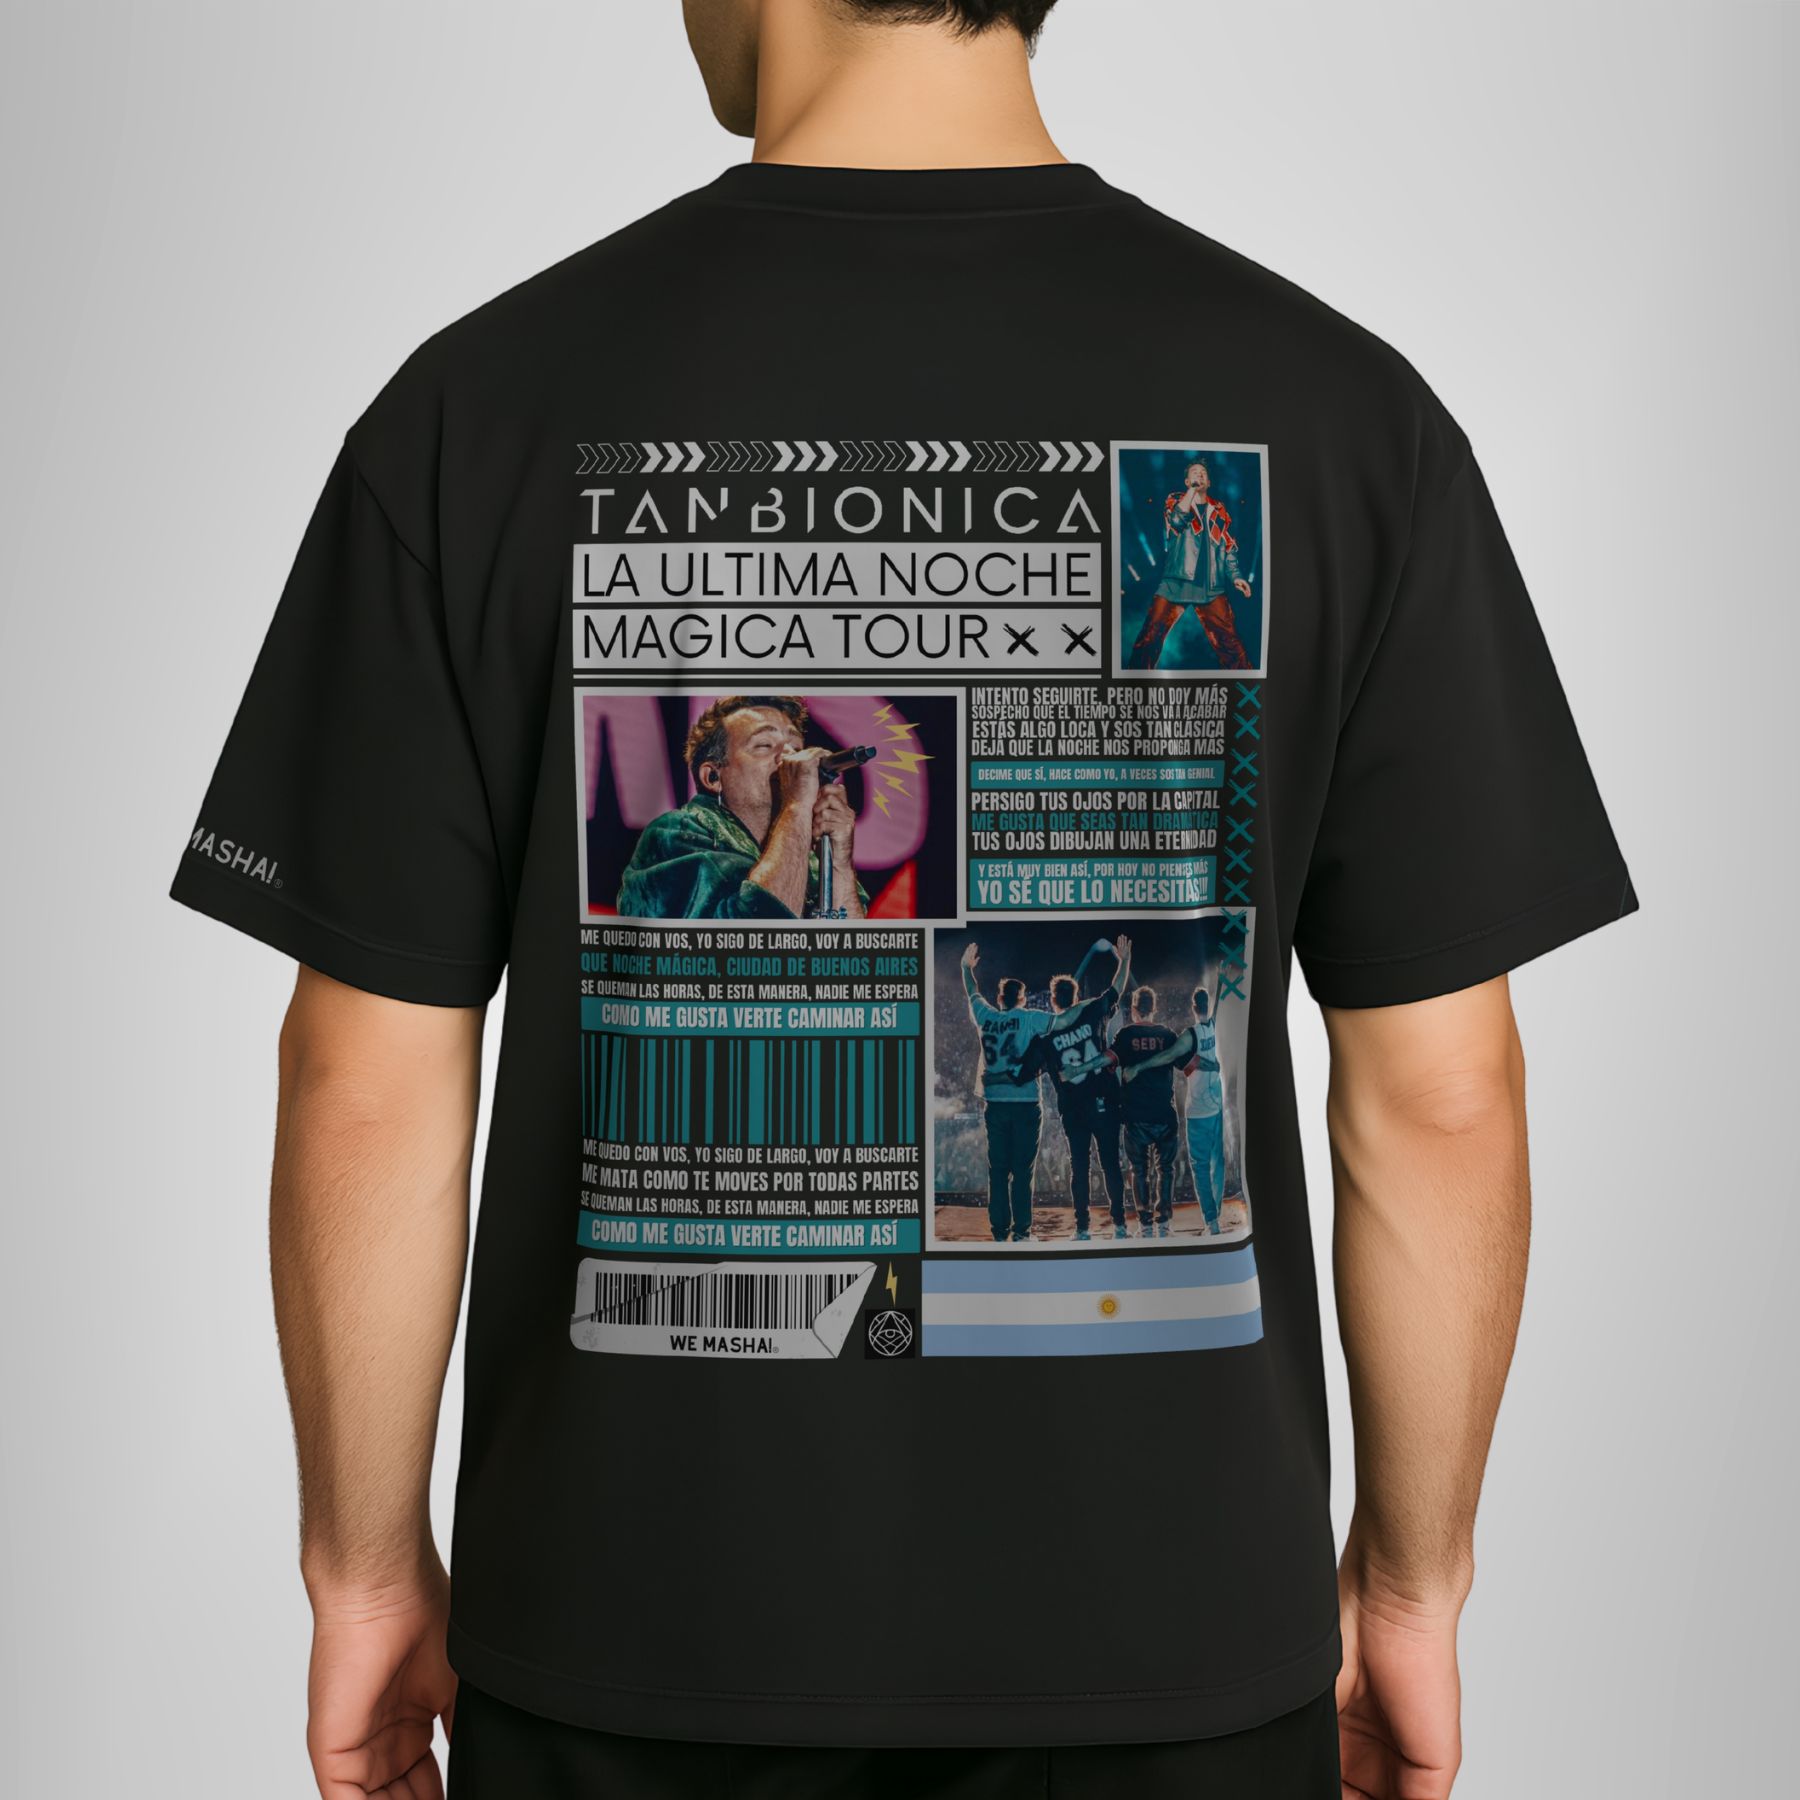 TANBIONICA
LA ULTIMA NOCHE
MAGICA TOUR
INTENTO SEGUIRTE, PERO NO DOY MÁS
SOSPECHO QUE EL TIEMPO SE NOS VA A ACABAR
ESTÁS ALGO LOCA Y SOS TAN CLÁSICA
DEJÁ QUE LA NOCHE NOS PROPONGA MÁS
DECIME QUE SÍ, HACE COMO YO, A VECES SOS TAN GENIAL
PERSIGO TUS OJOS POR LA CAPITAL
ME GUSTA QUE SEAS TAN DRAMÁTICA
TUS OJOS DIBUJAN UNA ETERNIDAD
Y ESTÁ MUY BIEN ASÍ, POR HOY NO PIENSES MÁS
YO SÉ QUE LO NECESITAS!!!
MASHA!®
ME QUEDO CON VOS, YO SIGO DE LARGO, VOY A BUSCARTE
QUE NOCHE MÁGICA, CIUDAD DE BUENOS AIRES
SE QUEMAN LAS HORAS, DE ESTA MANERA, NADIE ME ESPERA
COMO ME GUSTA VERTE CAMINAR ASÍ
BAMBI
64
CHANO
64
SEBY
ME QUEDO CON VOS, YO SIGO DE LARGO, VOY A BUSCARTE
ME MATA COMO TE MOVES POR TODAS PARTES
SE QUEMAN LAS HORAS, DE ESTA MANERA, NADIE ME ESPERA
COMO ME GUSTA VERTE CAMINAR ASÍ
WE MASHA!®